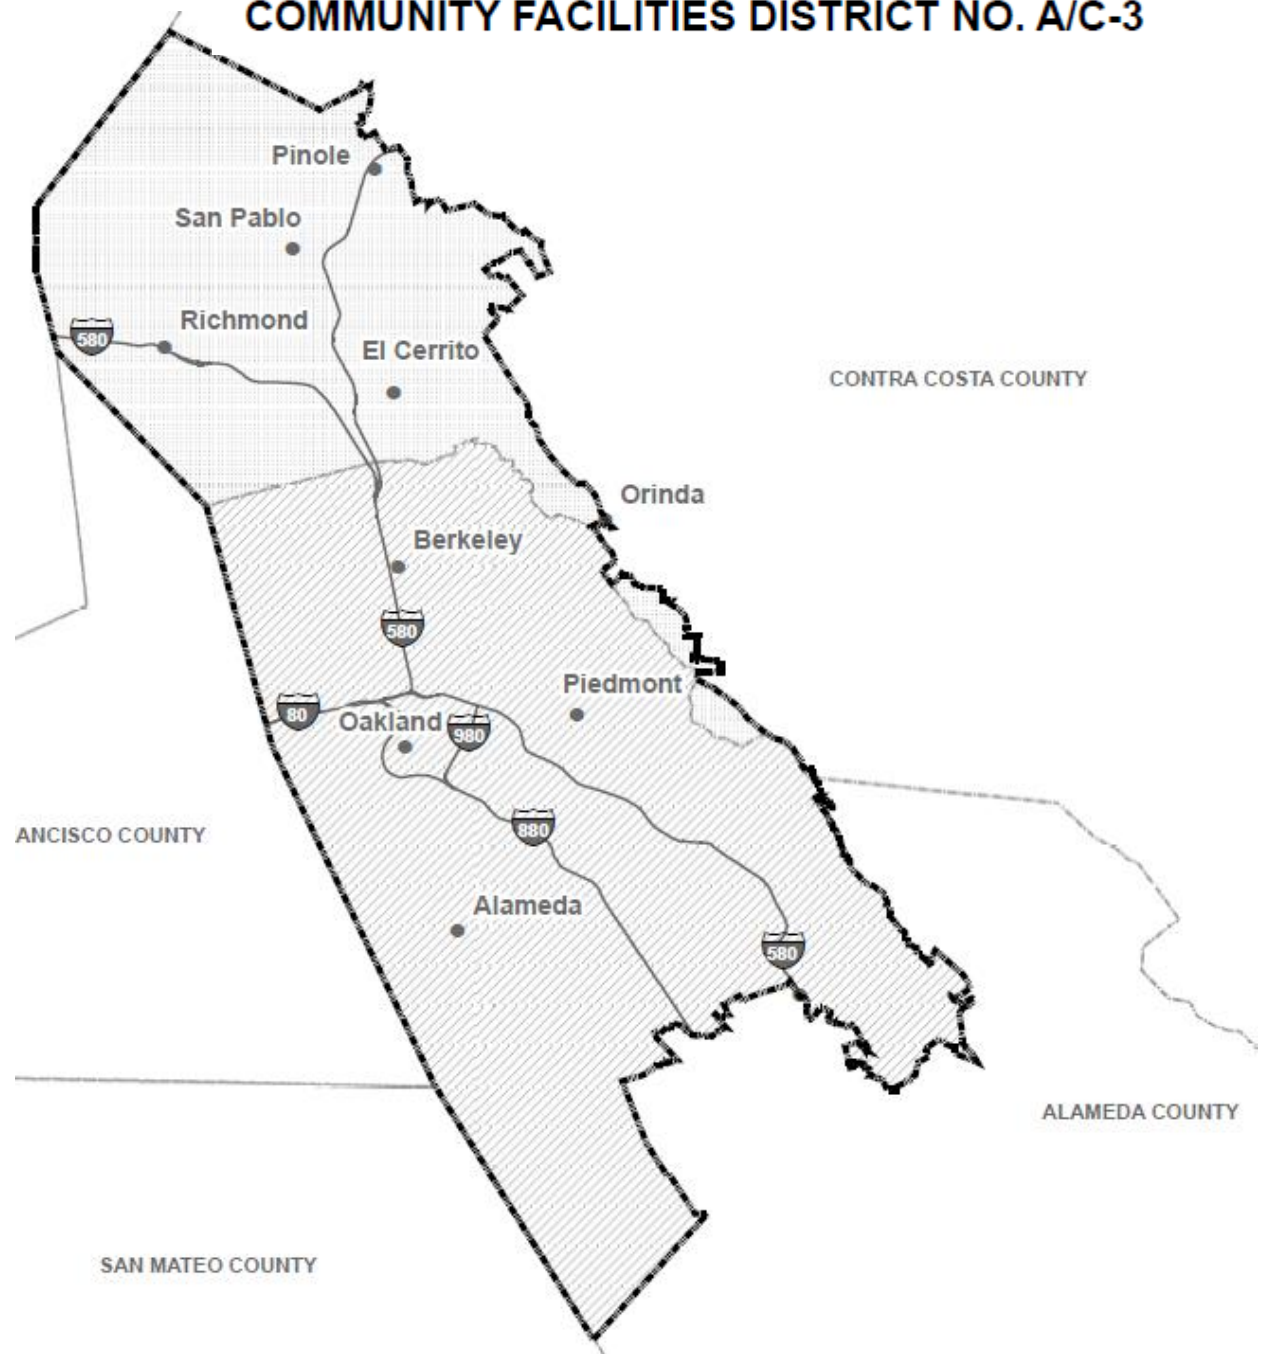 COMMUNITY FACILITIES DISTRICT NO. A/C-3
Pinole
San Pablo
Richmond
580
El Cerrito
CONTRA COSTA COUNTY
Orinda
Berkeley
580
Piedmont
80
Oakland
980
ANCISCO COUNTY
880
Alameda
580
ALAMEDA COUNTY
SAN MATEO COUNTY